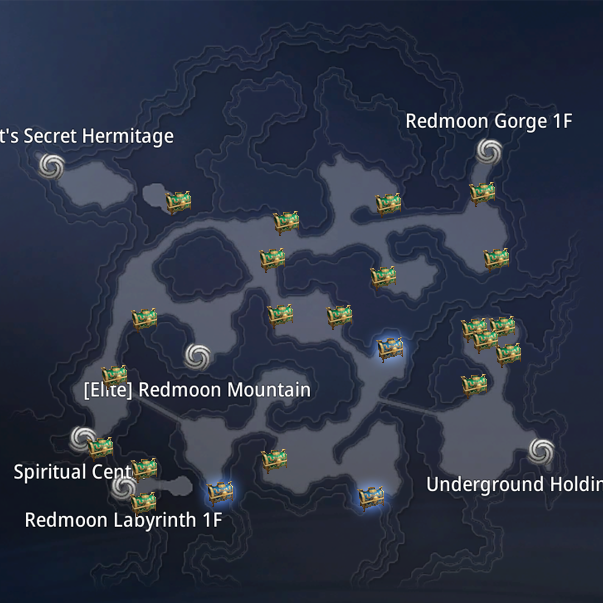 Redmoon Gorge 1F
t's Secret Hermitage
[Elite] Redmoon Mountain
Spiritual Cent
Underground Holdin
Redmoon Labyrinth 1F